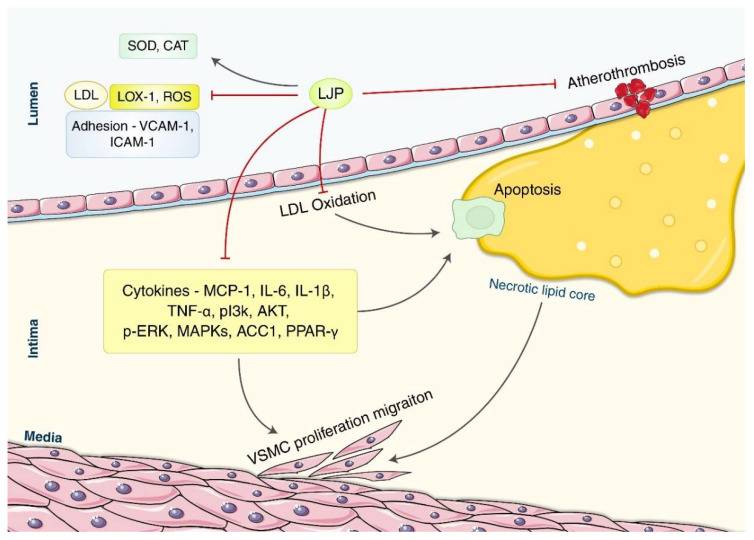 SOD, CAT
Lumen
LDL
LOX-1, ROS
Adhesion - VCAM-1,
ICAM-1
LJP
Atherothrombosis
LDL Oxidation
Apoptosis
Necrotic lipid core
Intima
Cytokines - MCP-1, IL-6, IL-1β,
TNF-α, pI3k, AKT,
p-ERK, MAPKs, ACC1, PPAR-γ
VSMC proliferation migraiton
Media